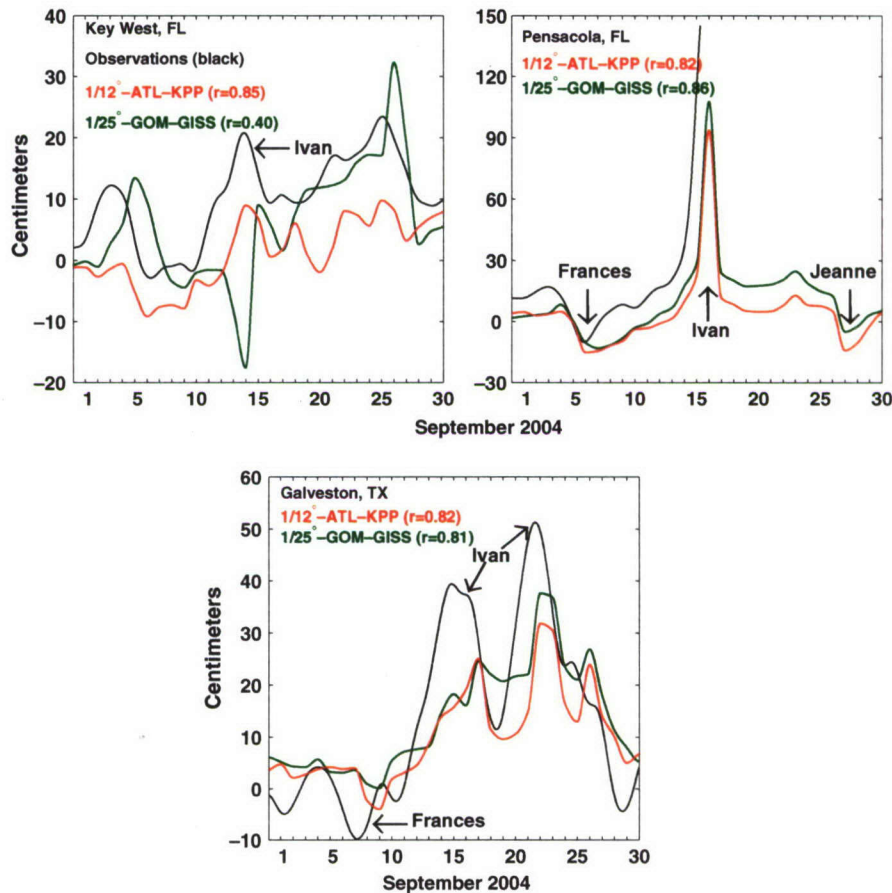 Key West, FL
Observations (black)
1/12°-ATL-KPP (r=0.85)
1/25°-GOM-GISS (r=0.40)
Ivan
Centimeters
40
30
20
10
0
-10
-20
1 5 10 15 20 25 30
Pensacola, FL
1/12°-ATL-KPP (r=0.82)
1/25°-GOM-GISS (r=0.86)
Frances
Ivan
Jeanne
150
120
90
60
30
0
-30
1 5 10 15 20 25 30
September 2004
Galveston, TX
1/12°-ATL-KPP (r=0.82)
1/25°-GOM-GISS (r=0.81)
Ivan
Frances
Centimeters
60
50
40
30
20
10
0
-10
1 5 10 15 20 25 30
September 2004